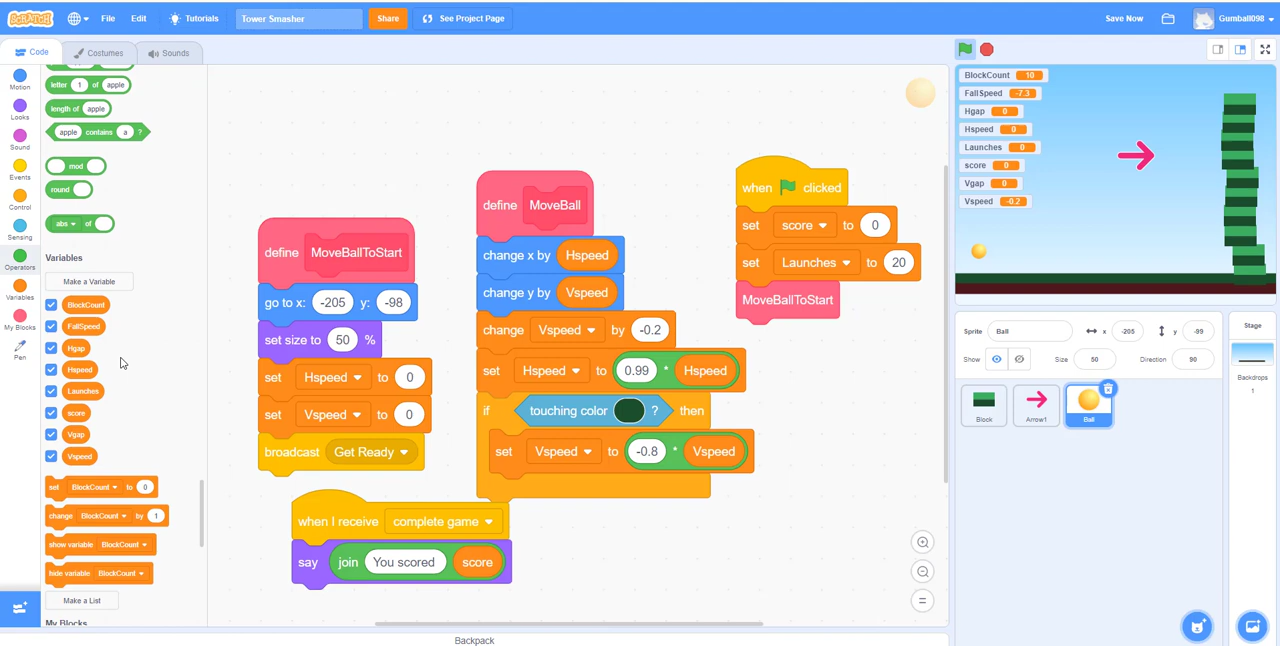 SCRATCH File Edit Tutorials Tower Smasher Share See Project Page Save Now Gumball098
Code Costumes Sounds
Motion
Looks
Sound
Events
Control
Sensing
Operators
Variables
My Blocks
Pen
letter 1 of apple
length of apple
apple contains a ?
mod
round
abs of
Variables
Make a Variable
BlockCount
FallSpeed
Hgap
Hspeed
Launches
score
Vgap
Vspeed
set BlockCount to 0
change BlockCount by 1
show variable BlockCount
hide variable BlockCount
Make a List
My Blocks
define MoveBallToStart
go to x: -205 y: -98
set size to 50 %
set Hspeed to 0
set Vspeed to 0
broadcast Get Ready
when I receive complete game
say join You scored score
define MoveBall
change x by Hspeed
change y by Vspeed
change Vspeed by -0.2
set Hspeed to 0.99 * Hspeed
if touching color ? then
set Vspeed to -0.8 * Vspeed
when clicked
set score to 0
set Launches to 20
MoveBallToStart
Backpack
BlockCount 10
FallSpeed -7.3
Hgap 0
Hspeed 0
Launches 0
score 0
Vgap 0
Vspeed -0.2
Sprite Ball x -205 y -99
Show Size 50 Direction 90
Block
Arrow1
Ball
Stage
Backdrops
1